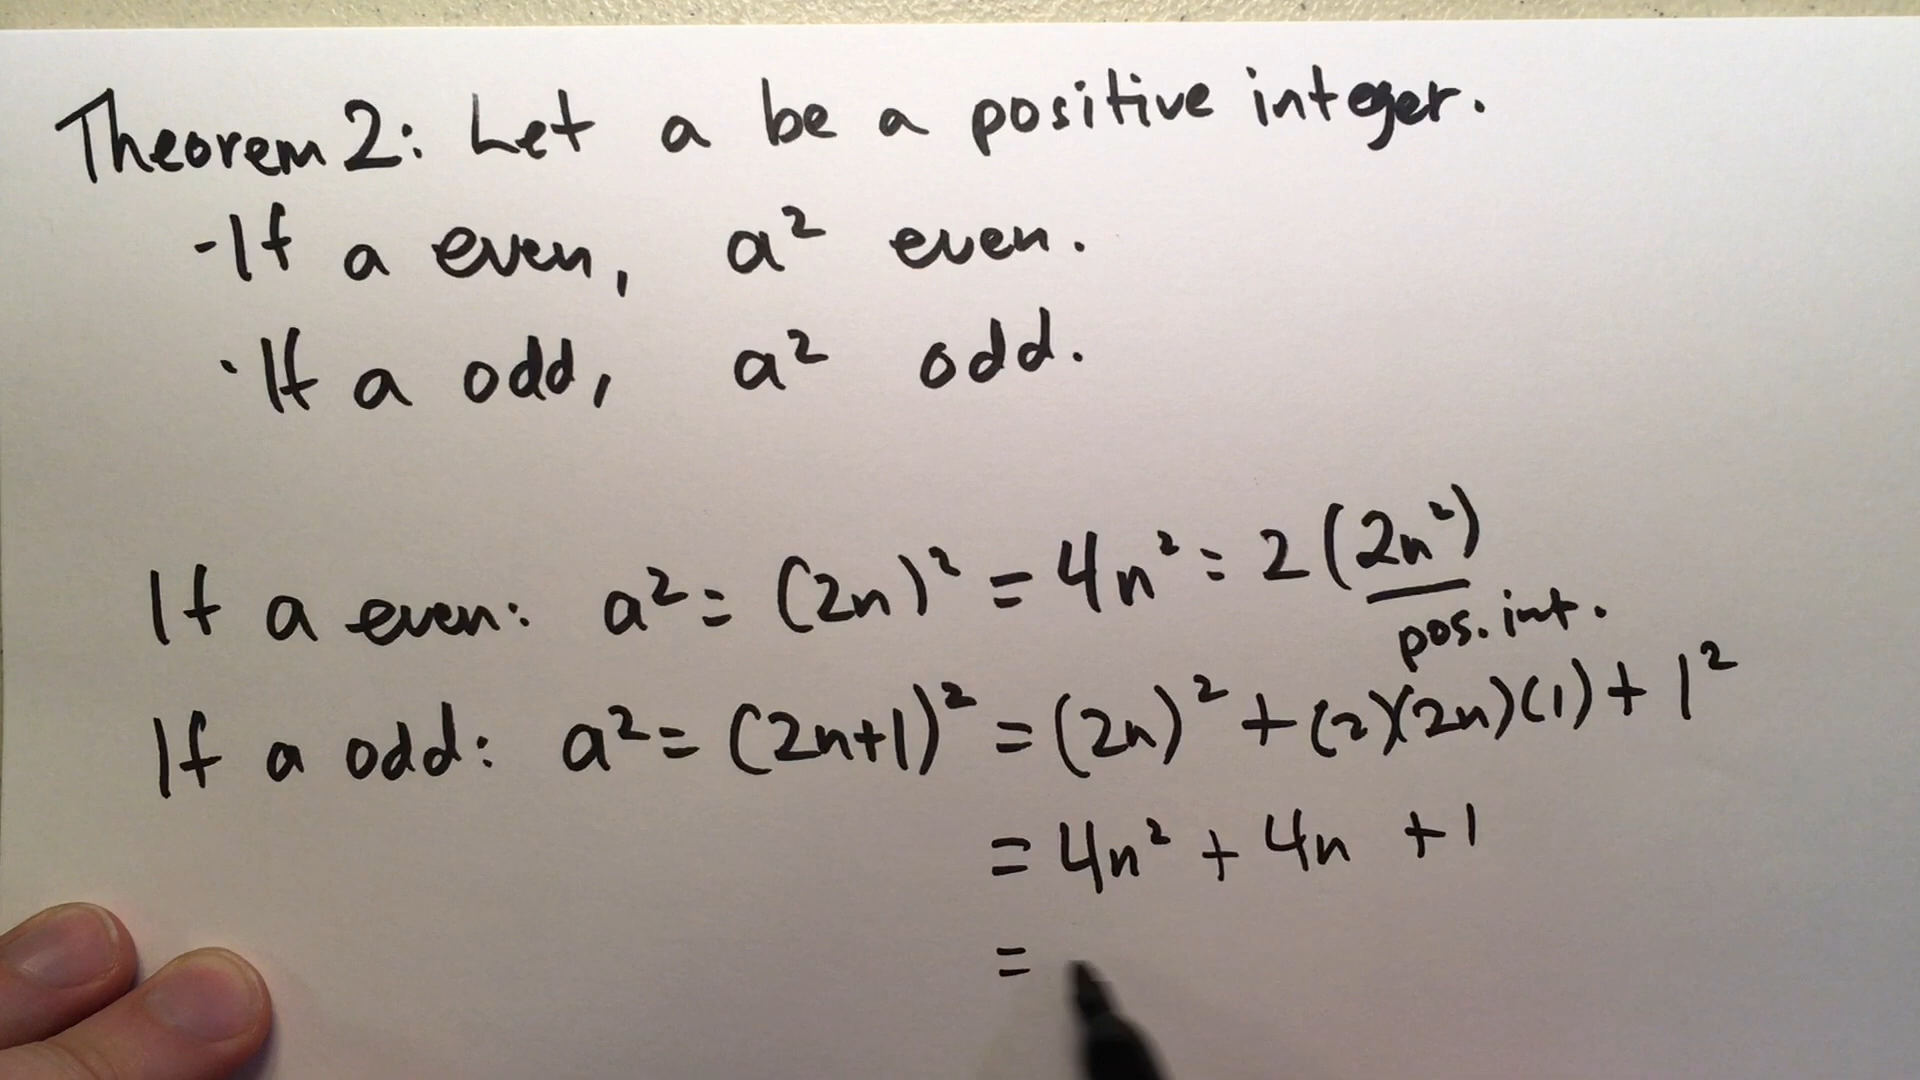 Theorem 2: Let a be a positive integer.
- If a even, a² even.
· If a odd, a² odd.
If a even: a² = (2n)² = 4n² = 2(2n²)
pos. int.
If a odd: a² = (2n+1)² = (2n)² + (2)(2n)(1) + 1²
= 4n² + 4n + 1
=